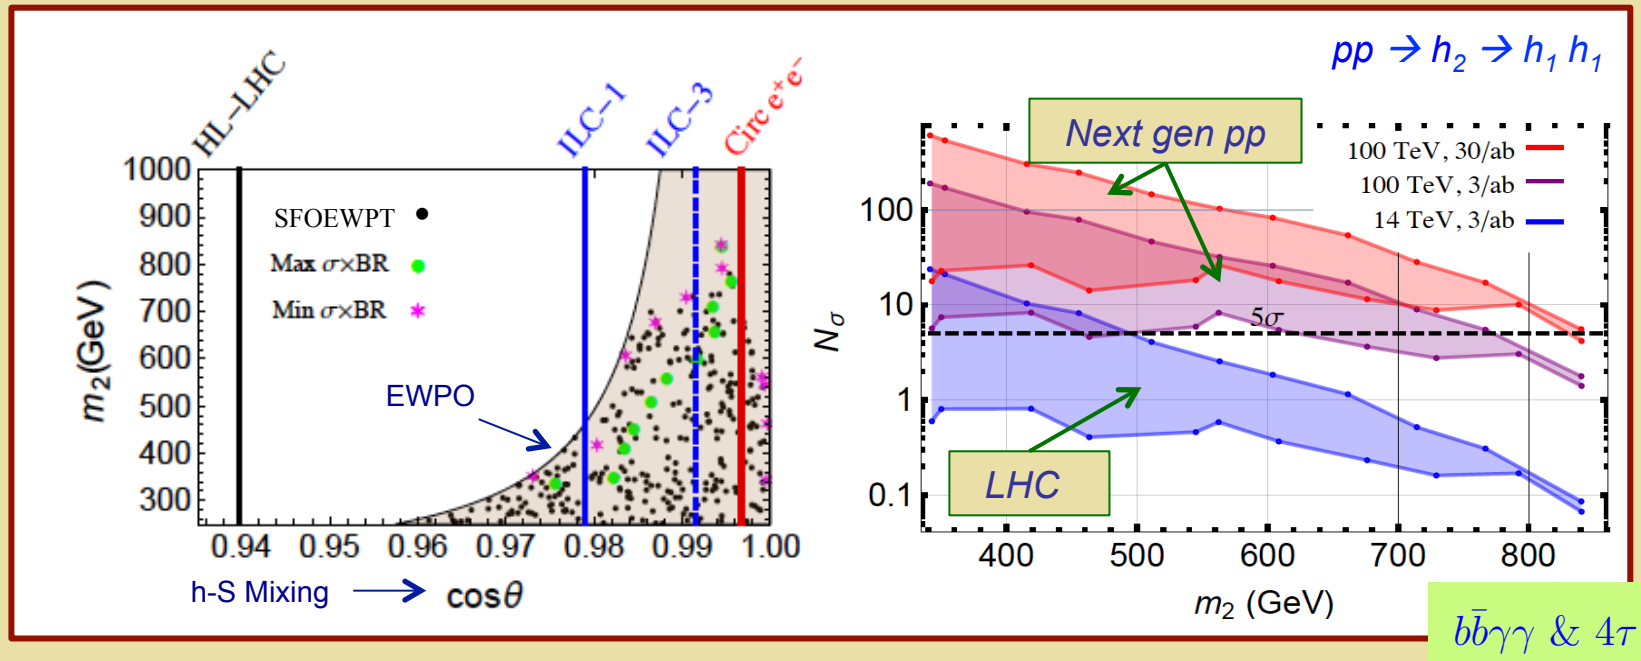 pp → h₂ → h₁ h₁
HL−LHC
ILC−1
ILC−3
Circ e⁺e⁻
SFOEWPT
Max σ×BR
Min σ×BR
EWPO
1000
900
800
700
600
500
400
300
m₂(GeV)
0.94 0.95 0.96 0.97 0.98 0.99 1.00
h-S Mixing → cosθ
Next gen pp
100 TeV, 30/ab
100 TeV, 3/ab
14 TeV, 3/ab
5σ
LHC
100
10
1
0.1
Nσ
400 500 600 700 800
m₂ (GeV)
bb̄γγ & 4τ